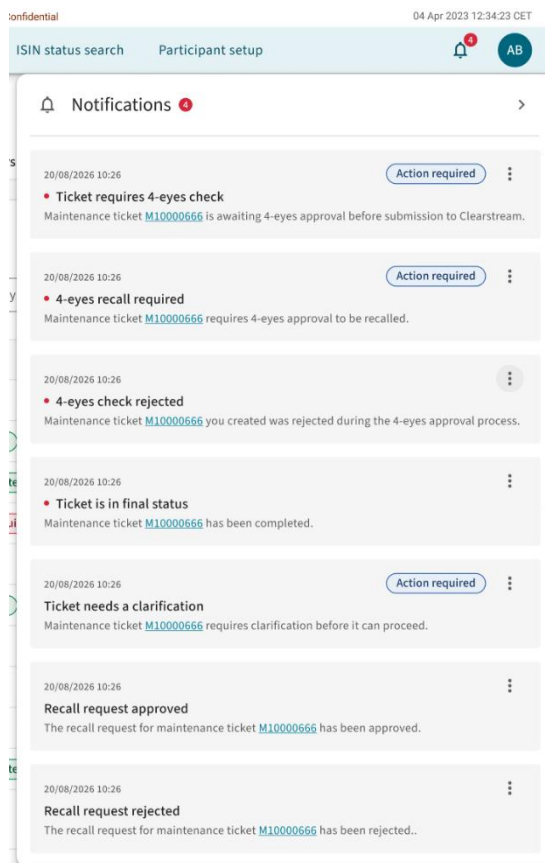 Confidential
04 Apr 2023 12:34:23 CET
ISIN status search Participant setup 4 AB
Notifications 4
20/08/2026 10:26 Action required
Ticket requires 4-eyes check
Maintenance ticket M10000666 is awaiting 4-eyes approval before submission to Clearstream.
20/08/2026 10:26 Action required
4-eyes recall required
Maintenance ticket M10000666 requires 4-eyes approval to be recalled.
20/08/2026 10:26
4-eyes check rejected
Maintenance ticket M10000666 you created was rejected during the 4-eyes approval process.
20/08/2026 10:26
Ticket is in final status
Maintenance ticket M10000666 has been completed.
20/08/2026 10:26 Action required
Ticket needs a clarification
Maintenance ticket M10000666 requires clarification before it can proceed.
20/08/2026 10:26
Recall request approved
The recall request for maintenance ticket M10000666 has been approved.
20/08/2026 10:26
Recall request rejected
The recall request for maintenance ticket M10000666 has been rejected..